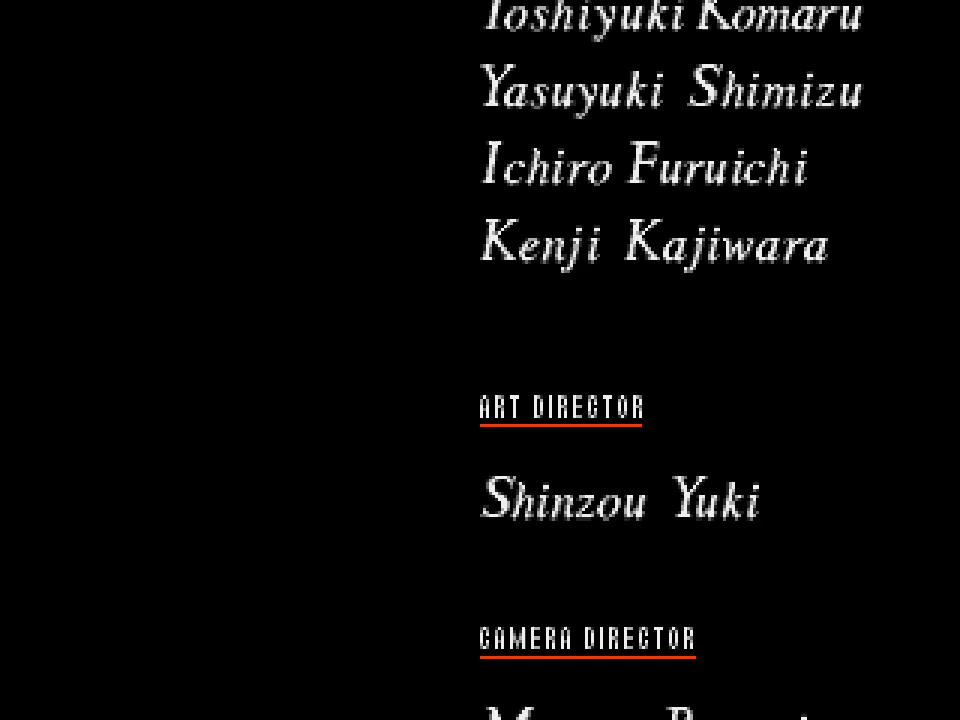 Toshiyuki Komaru
Yasuyuki Shimizu
Ichiro Furuichi
Kenji Kajiwara
ART DIRECTOR
Shinzou Yuki
CAMERA DIRECTOR